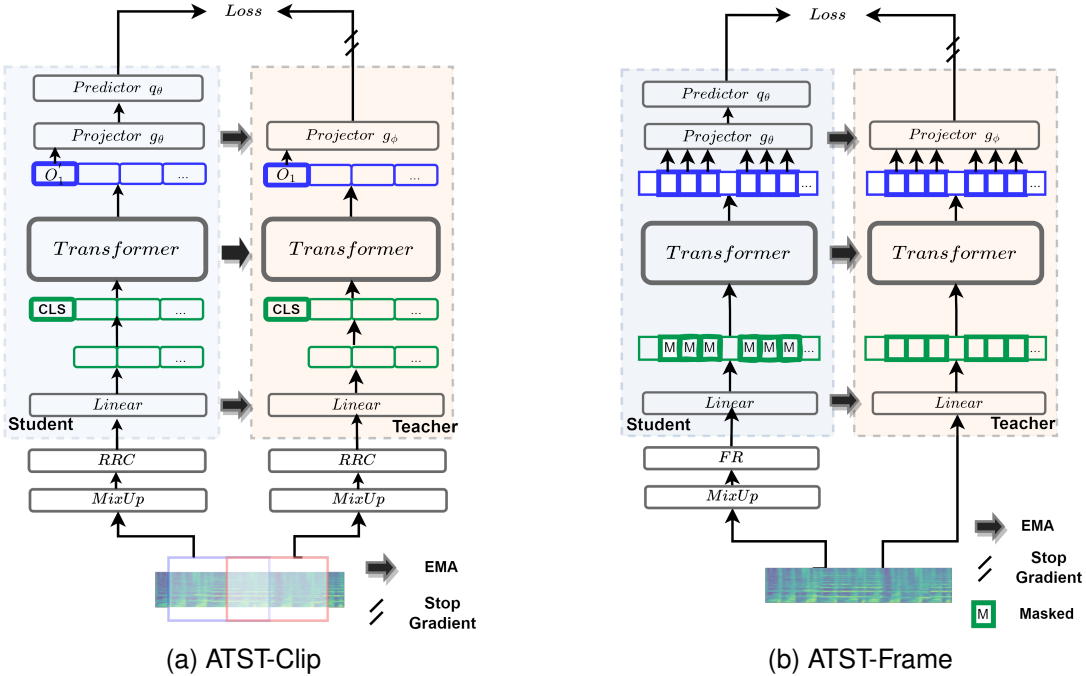 Loss
Predictor qθ
Projector gθ
Projector gϕ
O₁'
...
O₁
...
Transformer
Transformer
CLS
...
CLS
...
...
...
Linear
Linear
Student
Teacher
RRC
RRC
MixUp
MixUp
EMA
Stop
Gradient
(a) ATST-Clip
Loss
Predictor qθ
Projector gθ
Projector gϕ
...
...
Transformer
Transformer
M M M M M M ...
...
Linear
Linear
Student
Teacher
FR
MixUp
EMA
Stop
Gradient
M Masked
(b) ATST-Frame